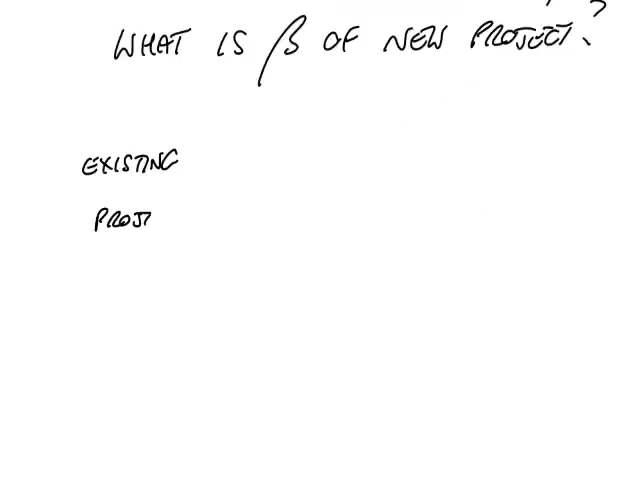 WHAT IS β OF NEW PROJECT?
EXISTING
PROJ